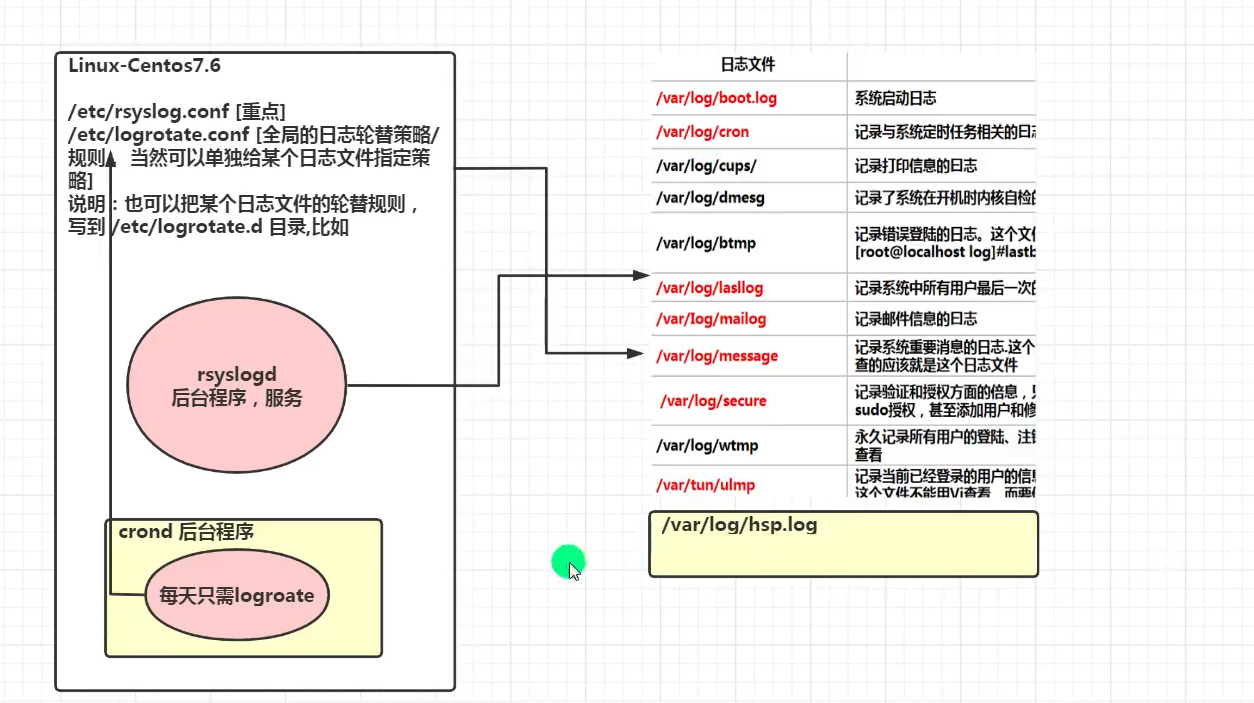 Linux-Centos7.6
/etc/rsyslog.conf [重点]
/etc/logrotate.conf [全局的日志轮替策略/
规则， 当然可以单独给某个日志文件指定策
略]
说明：也可以把某个日志文件的轮替规则，
写到 /etc/logrotate.d 目录,比如
rsyslogd
后台程序，服务
crond 后台程序
每天只需logroate
日志文件
/var/log/boot.log 系统启动日志
/var/log/cron 记录与系统定时任务相关的日
/var/log/cups/ 记录打印信息的日志
/var/log/dmesg 记录了系统在开机时内核自检
/var/log/btmp 记录错误登陆的日志。这个文
[root@localhost log]#lastb
/var/log/lasllog 记录系统中所有用户最后一次
/var/log/mailog 记录邮件信息的日志
/var/log/message 记录系统重要消息的日志.这个
查的应该就是这个日志文件
/var/log/secure 记录验证和授权方面的信息，
sudo授权，甚至添加用户和修
/var/log/wtmp 永久记录所有用户的登陆、注
查看
/var/tun/ulmp 记录当前已经登录的用户的信
这个文件不能用Vi查看，而要
/var/log/hsp.log